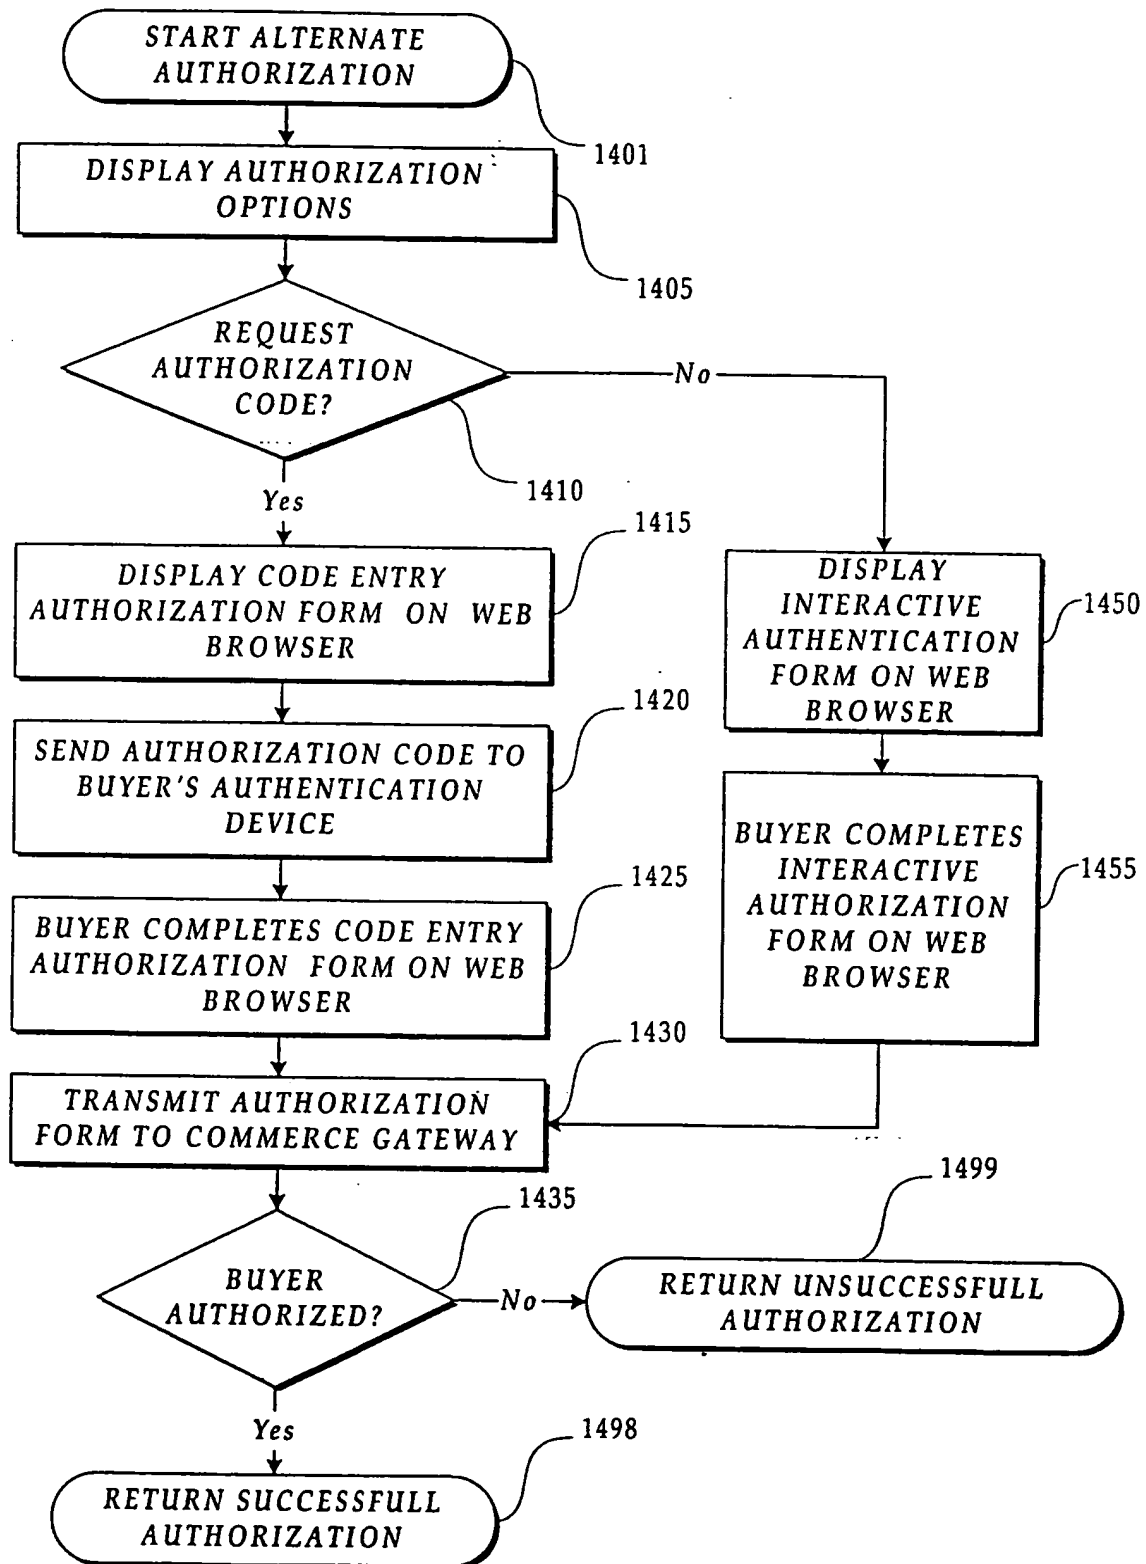 START ALTERNATE
AUTHORIZATION
1401
DISPLAY AUTHORIZATION
OPTIONS
1405
REQUEST
AUTHORIZATION
CODE?
No
1410
Yes
1415
DISPLAY CODE ENTRY
AUTHORIZATION FORM ON WEB
BROWSER
DISPLAY
INTERACTIVE
AUTHENTICATION
FORM ON WEB
BROWSER
1450
1420
SEND AUTHORIZATION CODE TO
BUYER'S AUTHENTICATION
DEVICE
BUYER COMPLETES
INTERACTIVE
AUTHORIZATION
FORM ON WEB
BROWSER
1455
1425
BUYER COMPLETES CODE ENTRY
AUTHORIZATION FORM ON WEB
BROWSER
1430
TRANSMIT AUTHORIZATION
FORM TO COMMERCE GATEWAY
1435
BUYER
AUTHORIZED?
No
1499
RETURN UNSUCCESSFULL
AUTHORIZATION
Yes
1498
RETURN SUCCESSFULL
AUTHORIZATION